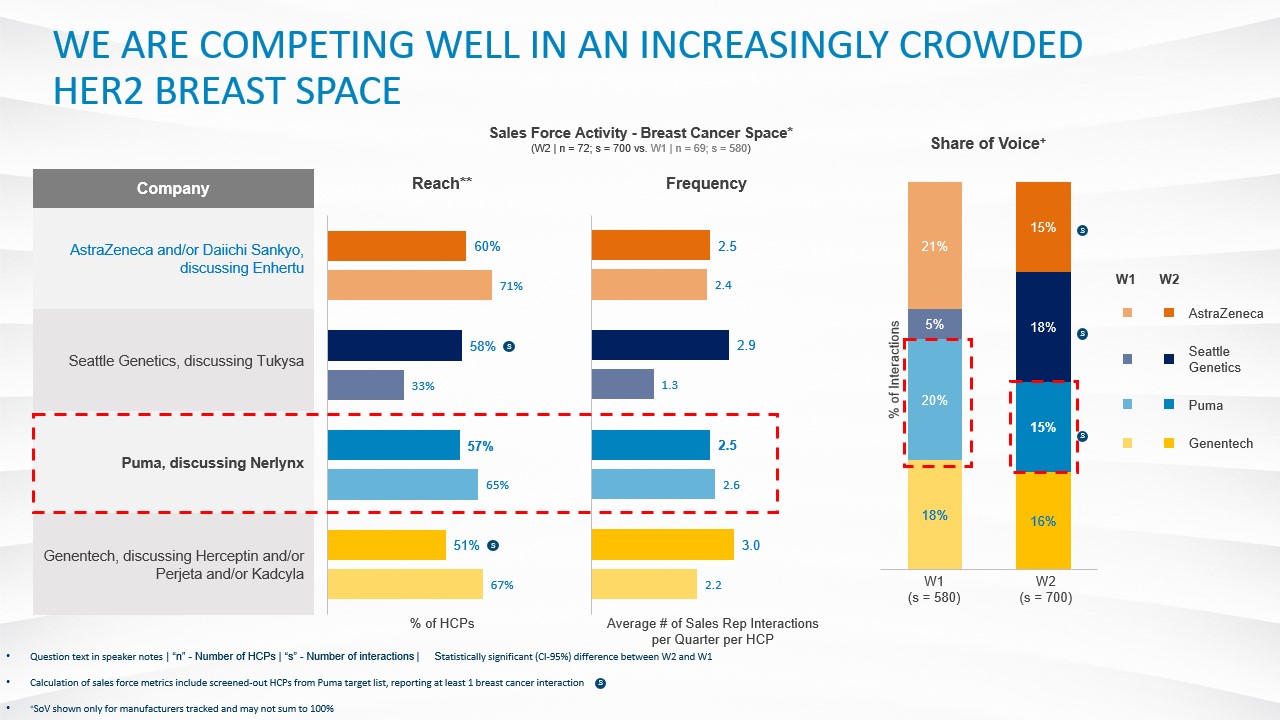 WE ARE COMPETING WELL IN AN INCREASINGLY CROWDED
HER2 BREAST SPACE
Sales Force Activity - Breast Cancer Space*
(W2 | n = 72; s = 700 vs. W1 | n = 69; s = 580)
Share of Voice⁺
Company
Reach**
Frequency
AstraZeneca and/or Daiichi Sankyo,
discussing Enhertu
60%
71%
2.5
2.4
Seattle Genetics, discussing Tukysa
58% S
33%
2.9
1.3
Puma, discussing Nerlynx
57%
65%
2.5
2.6
Genentech, discussing Herceptin and/or
Perjeta and/or Kadcyla
51% S
67%
3.0
2.2
% of HCPs
Average # of Sales Rep Interactions
per Quarter per HCP
% of Interactions
21%
5%
20%
18%
15% S
18% S
15% S
16%
W1
(s = 580)
W2
(s = 700)
W1 W2
AstraZeneca
Seattle
Genetics
Puma
Genentech
• Question text in speaker notes | "n" - Number of HCPs | "s" - Number of interactions | Statistically significant (CI-95%) difference between W2 and W1
• Calculation of sales force metrics include screened-out HCPs from Puma target list, reporting at least 1 breast cancer interaction S
• ⁺SoV shown only for manufacturers tracked and may not sum to 100%